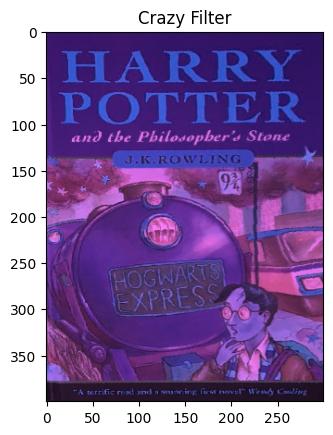 Crazy Filter
0
50
100
150
200
250
300
350
HARRY
POTTER
and the Philosopher's Stone
J.K.ROWLING
9¾
HOGWARTS
EXPRESS
"A terrific read and a stunning first novel" Wendy Cooling
0 50 100 150 200 250